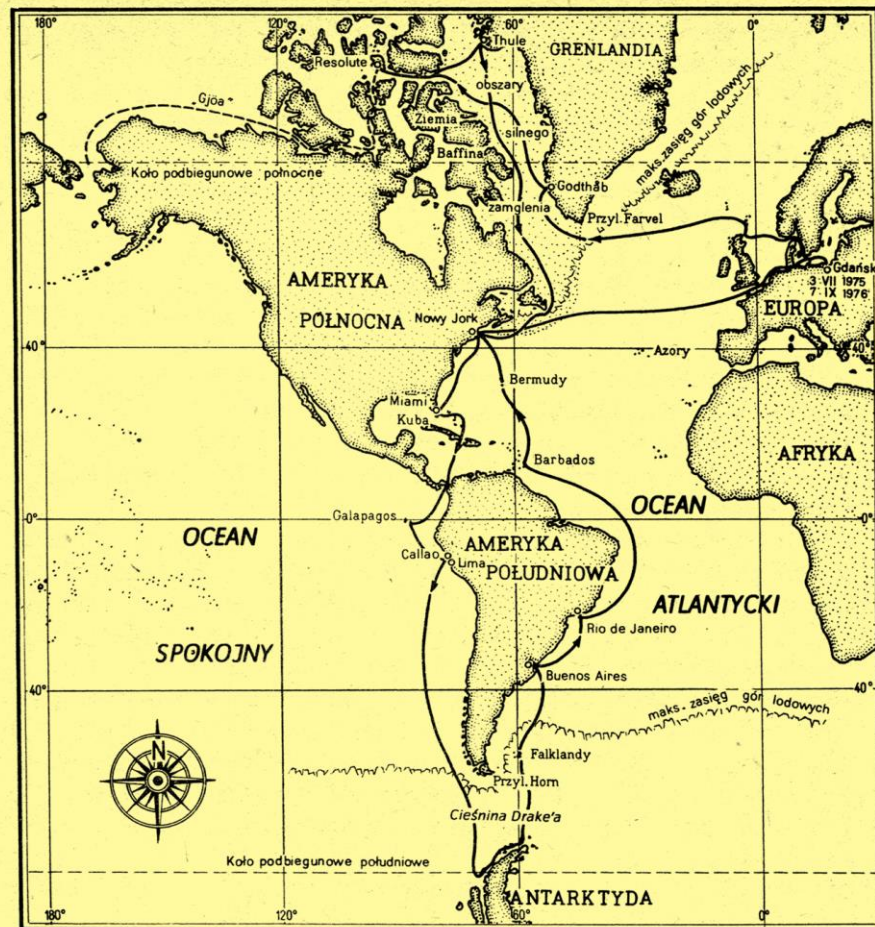 180°
120°
60°
0°
Thule
Resolute
GRENLANDIA
„Gjöa”
obszary
Ziemia
silnego
Baffina
maks. zasięg gór lodowych
Koło podbiegunowe północne
Godthåb
zamglenia
Przyl. Farvel
Gdańsk
3 VII 1975
7 IX 1976
AMERYKA
PÓŁNOCNA
EUROPA
Nowy Jork
40°
40°
40°
Azory
Bermudy
Miami
Kuba
AFRYKA
Barbados
Galapagos
0°
0°
OCEAN
OCEAN
AMERYKA
POŁUDNIOWA
Callao
Lima
ATLANTYCKI
Rio de Janeiro
SPOKOJNY
Buenos Aires
40°
40°
maks. zasięg gór lodowych
Falklandy
N
Przyl. Horn
Cieśnina Drake'a
Koło podbiegunowe południowe
ANTARKTYDA
180°
120°
60°
0°